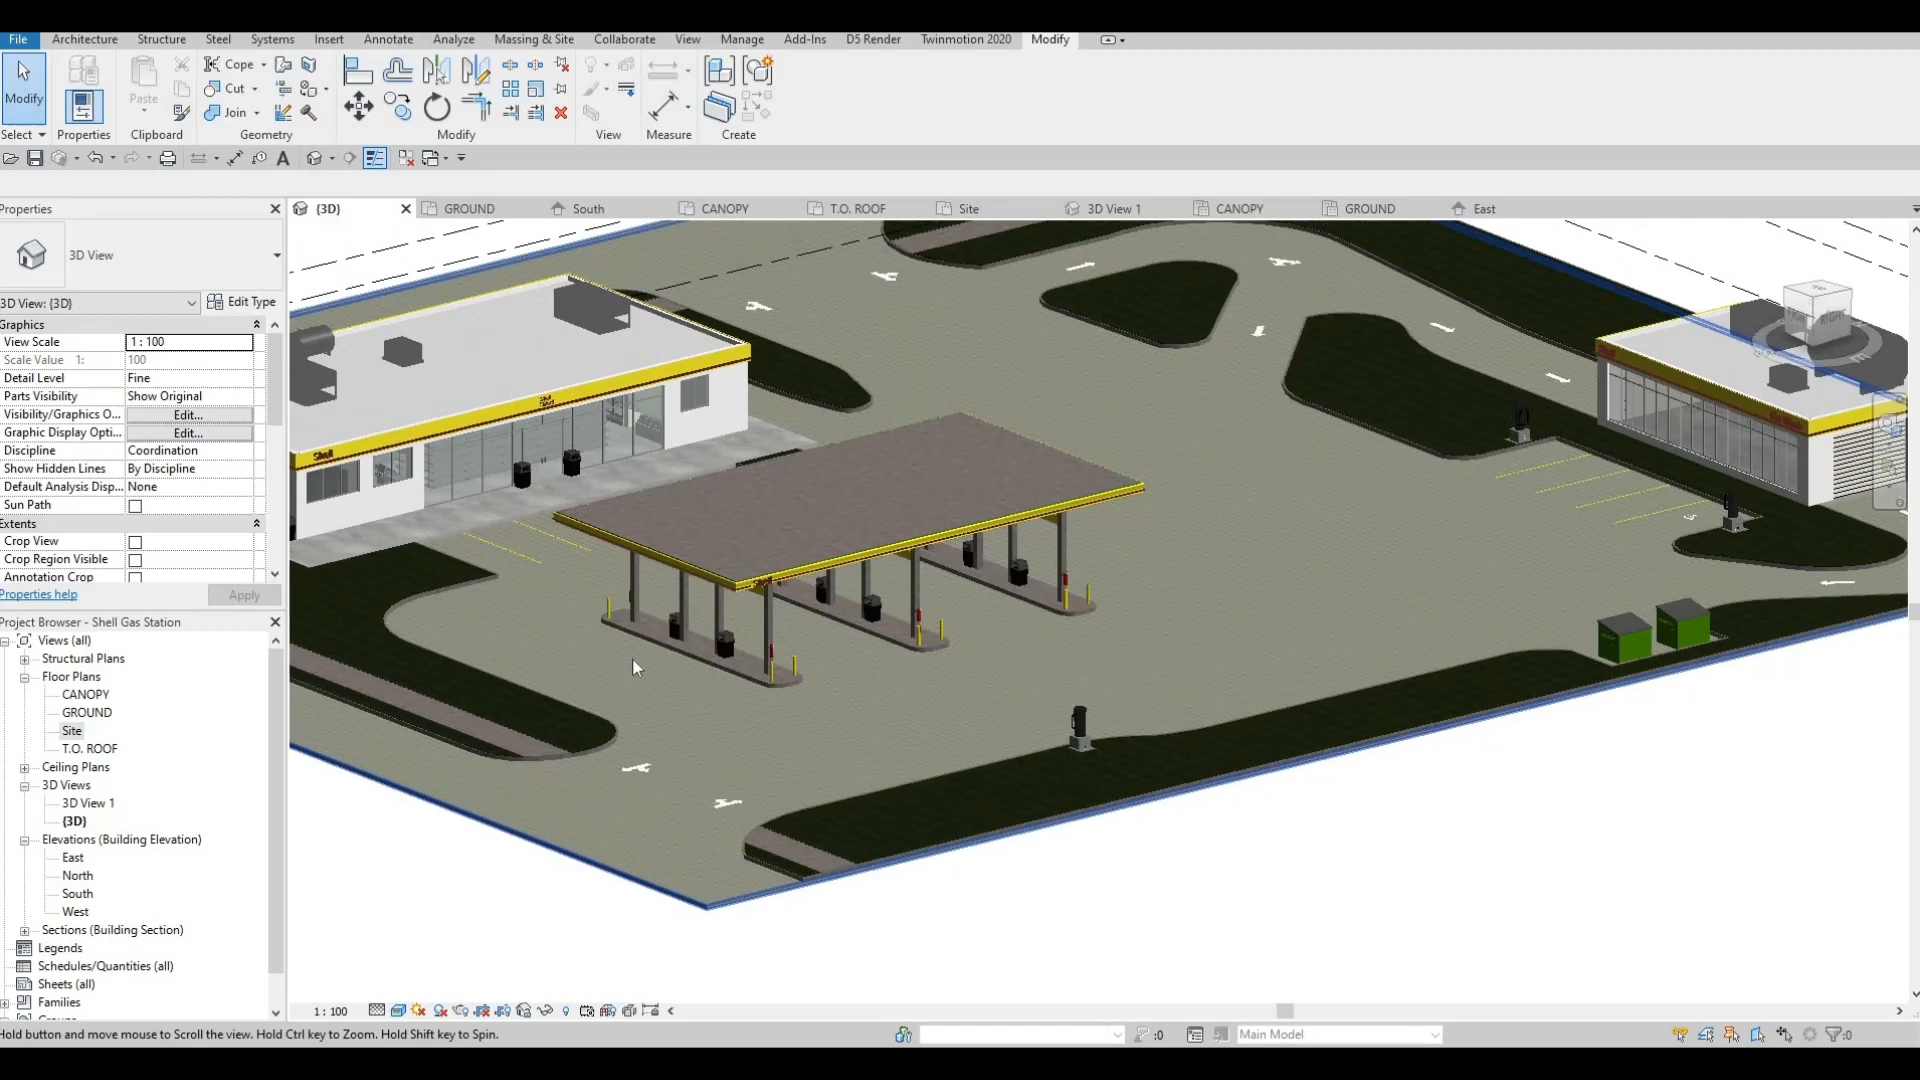 File Architecture Structure Steel Systems Insert Annotate Analyze Massing & Site Collaborate View Manage Add-Ins D5 Render Twinmotion 2020 Modify
Modify
Paste
Cope
Cut
Join
Select Properties Clipboard Geometry Modify View Measure Create
Properties
{3D} GROUND South CANOPY T.O. ROOF Site 3D View 1 CANOPY GROUND East
3D View
3D View: {3D} Edit Type
Graphics
View Scale 1 : 100
Scale Value 1: 100
Detail Level Fine
Parts Visibility Show Original
Visibility/Graphics O... Edit...
Graphic Display Opti... Edit...
Discipline Coordination
Show Hidden Lines By Discipline
Default Analysis Disp... None
Sun Path
Extents
Crop View
Crop Region Visible
Annotation Crop
Properties help Apply
Project Browser - Shell Gas Station
Views (all)
Structural Plans
Floor Plans
CANOPY
GROUND
Site
T.O. ROOF
Ceiling Plans
3D Views
3D View 1
{3D}
Elevations (Building Elevation)
East
North
South
West
Sections (Building Section)
Legends
Schedules/Quantities (all)
Sheets (all)
Families
Shell
RIGHT
1 : 100
Hold button and move mouse to Scroll the view. Hold Ctrl key to Zoom. Hold Shift key to Spin.
:0
Main Model
:0